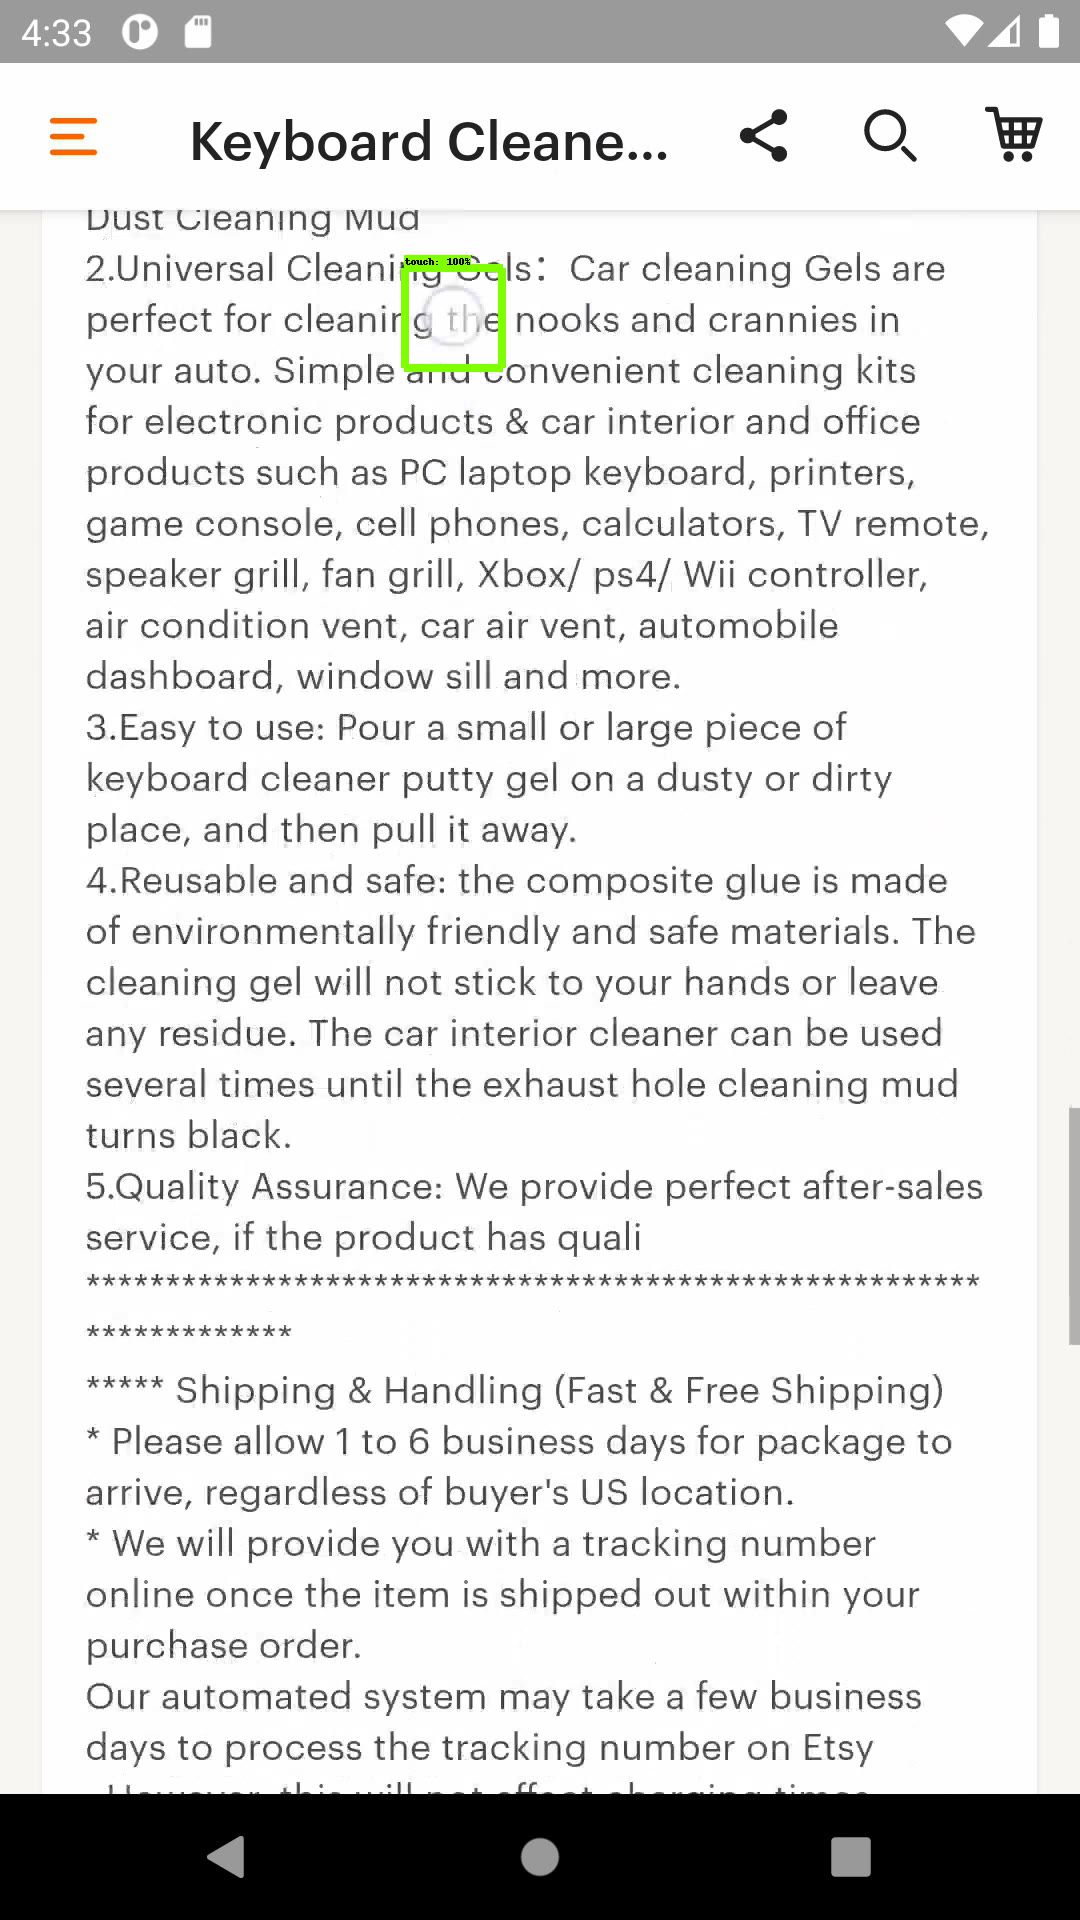 4:33
Keyboard Cleane...
Dust Cleaning Mud
2.Universal Cleaning Gels：Car cleaning Gels are
touch: 100%
perfect for cleaning the nooks and crannies in
your auto. Simple and convenient cleaning kits
for electronic products & car interior and office
products such as PC laptop keyboard, printers,
game console, cell phones, calculators, TV remote,
speaker grill, fan grill, Xbox/ ps4/ Wii controller,
air condition vent, car air vent, automobile
dashboard, window sill and more.
3.Easy to use: Pour a small or large piece of
keyboard cleaner putty gel on a dusty or dirty
place, and then pull it away.
4.Reusable and safe: the composite glue is made
of environmentally friendly and safe materials. The
cleaning gel will not stick to your hands or leave
any residue. The car interior cleaner can be used
several times until the exhaust hole cleaning mud
turns black.
5.Quality Assurance: We provide perfect after-sales
service, if the product has quali
********************************************************
*************
***** Shipping & Handling (Fast & Free Shipping)
* Please allow 1 to 6 business days for package to
arrive, regardless of buyer's US location.
* We will provide you with a tracking number
online once the item is shipped out within your
purchase order.
Our automated system may take a few business
days to process the tracking number on Etsy
However, this will not affect charging times